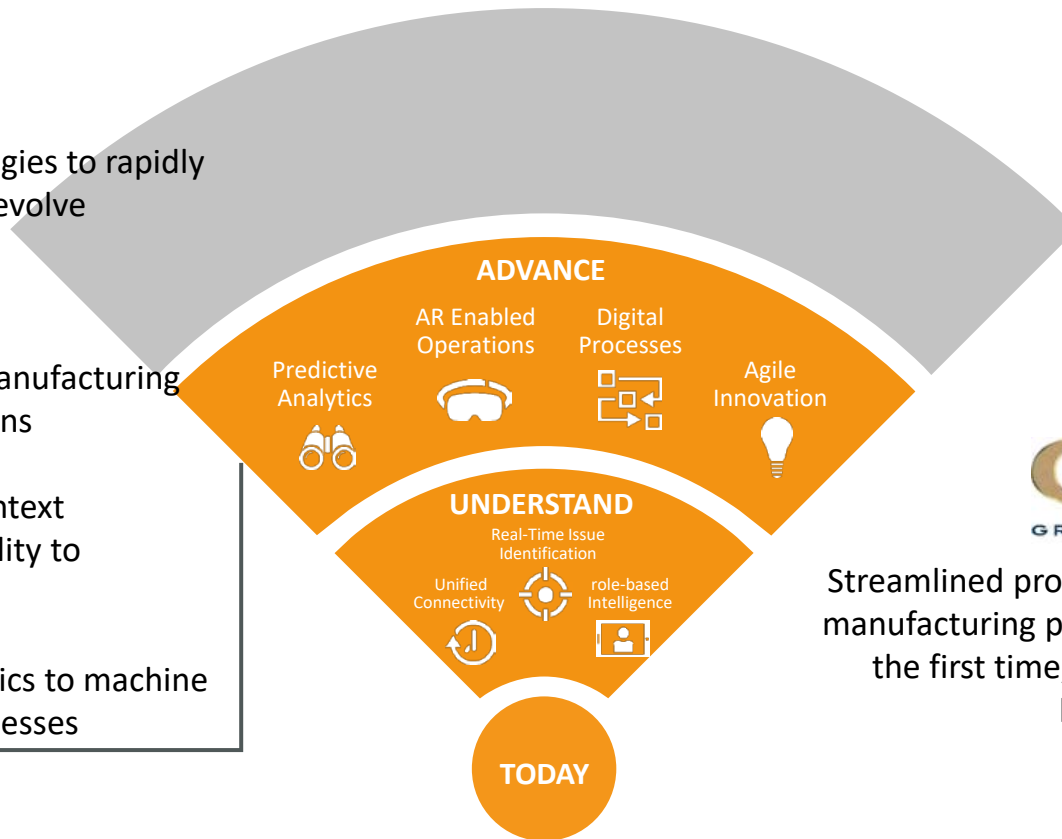 gies to rapidly
evolve
anufacturing
ns
ntext
lity to
ics to machine
esses
ADVANCE
AR Enabled
Operations
Digital
Processes
Predictive
Analytics
Agile
Innovation
UNDERSTAND
Real-Time Issue
Identification
Unified
Connectivity
role-based
Intelligence
TODAY
GR
Streamlined pro
manufacturing p
the first time